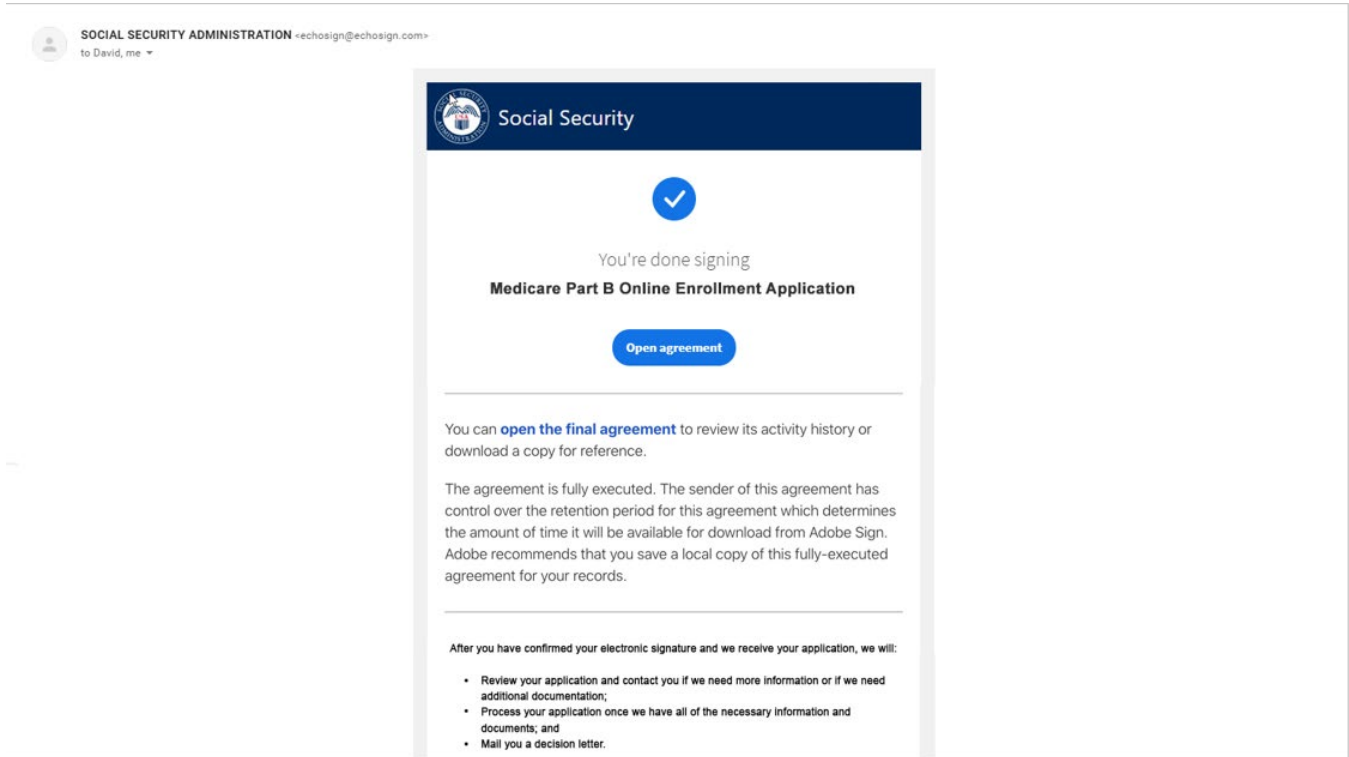 SOCIAL SECURITY ADMINISTRATION <echosign@echosign.com>
to David, me
Social Security
You're done signing
Medicare Part B Online Enrollment Application
Open agreement
You can open the final agreement to review its activity history or
download a copy for reference.
The agreement is fully executed. The sender of this agreement has
control over the retention period for this agreement which determines
the amount of time it will be available for download from Adobe Sign.
Adobe recommends that you save a local copy of this fully-executed
agreement for your records.
After you have confirmed your electronic signature and we receive your application, we will:
• Review your application and contact you if we need more information or if we need
additional documentation;
• Process your application once we have all of the necessary information and
documents; and
• Mail you a decision letter.